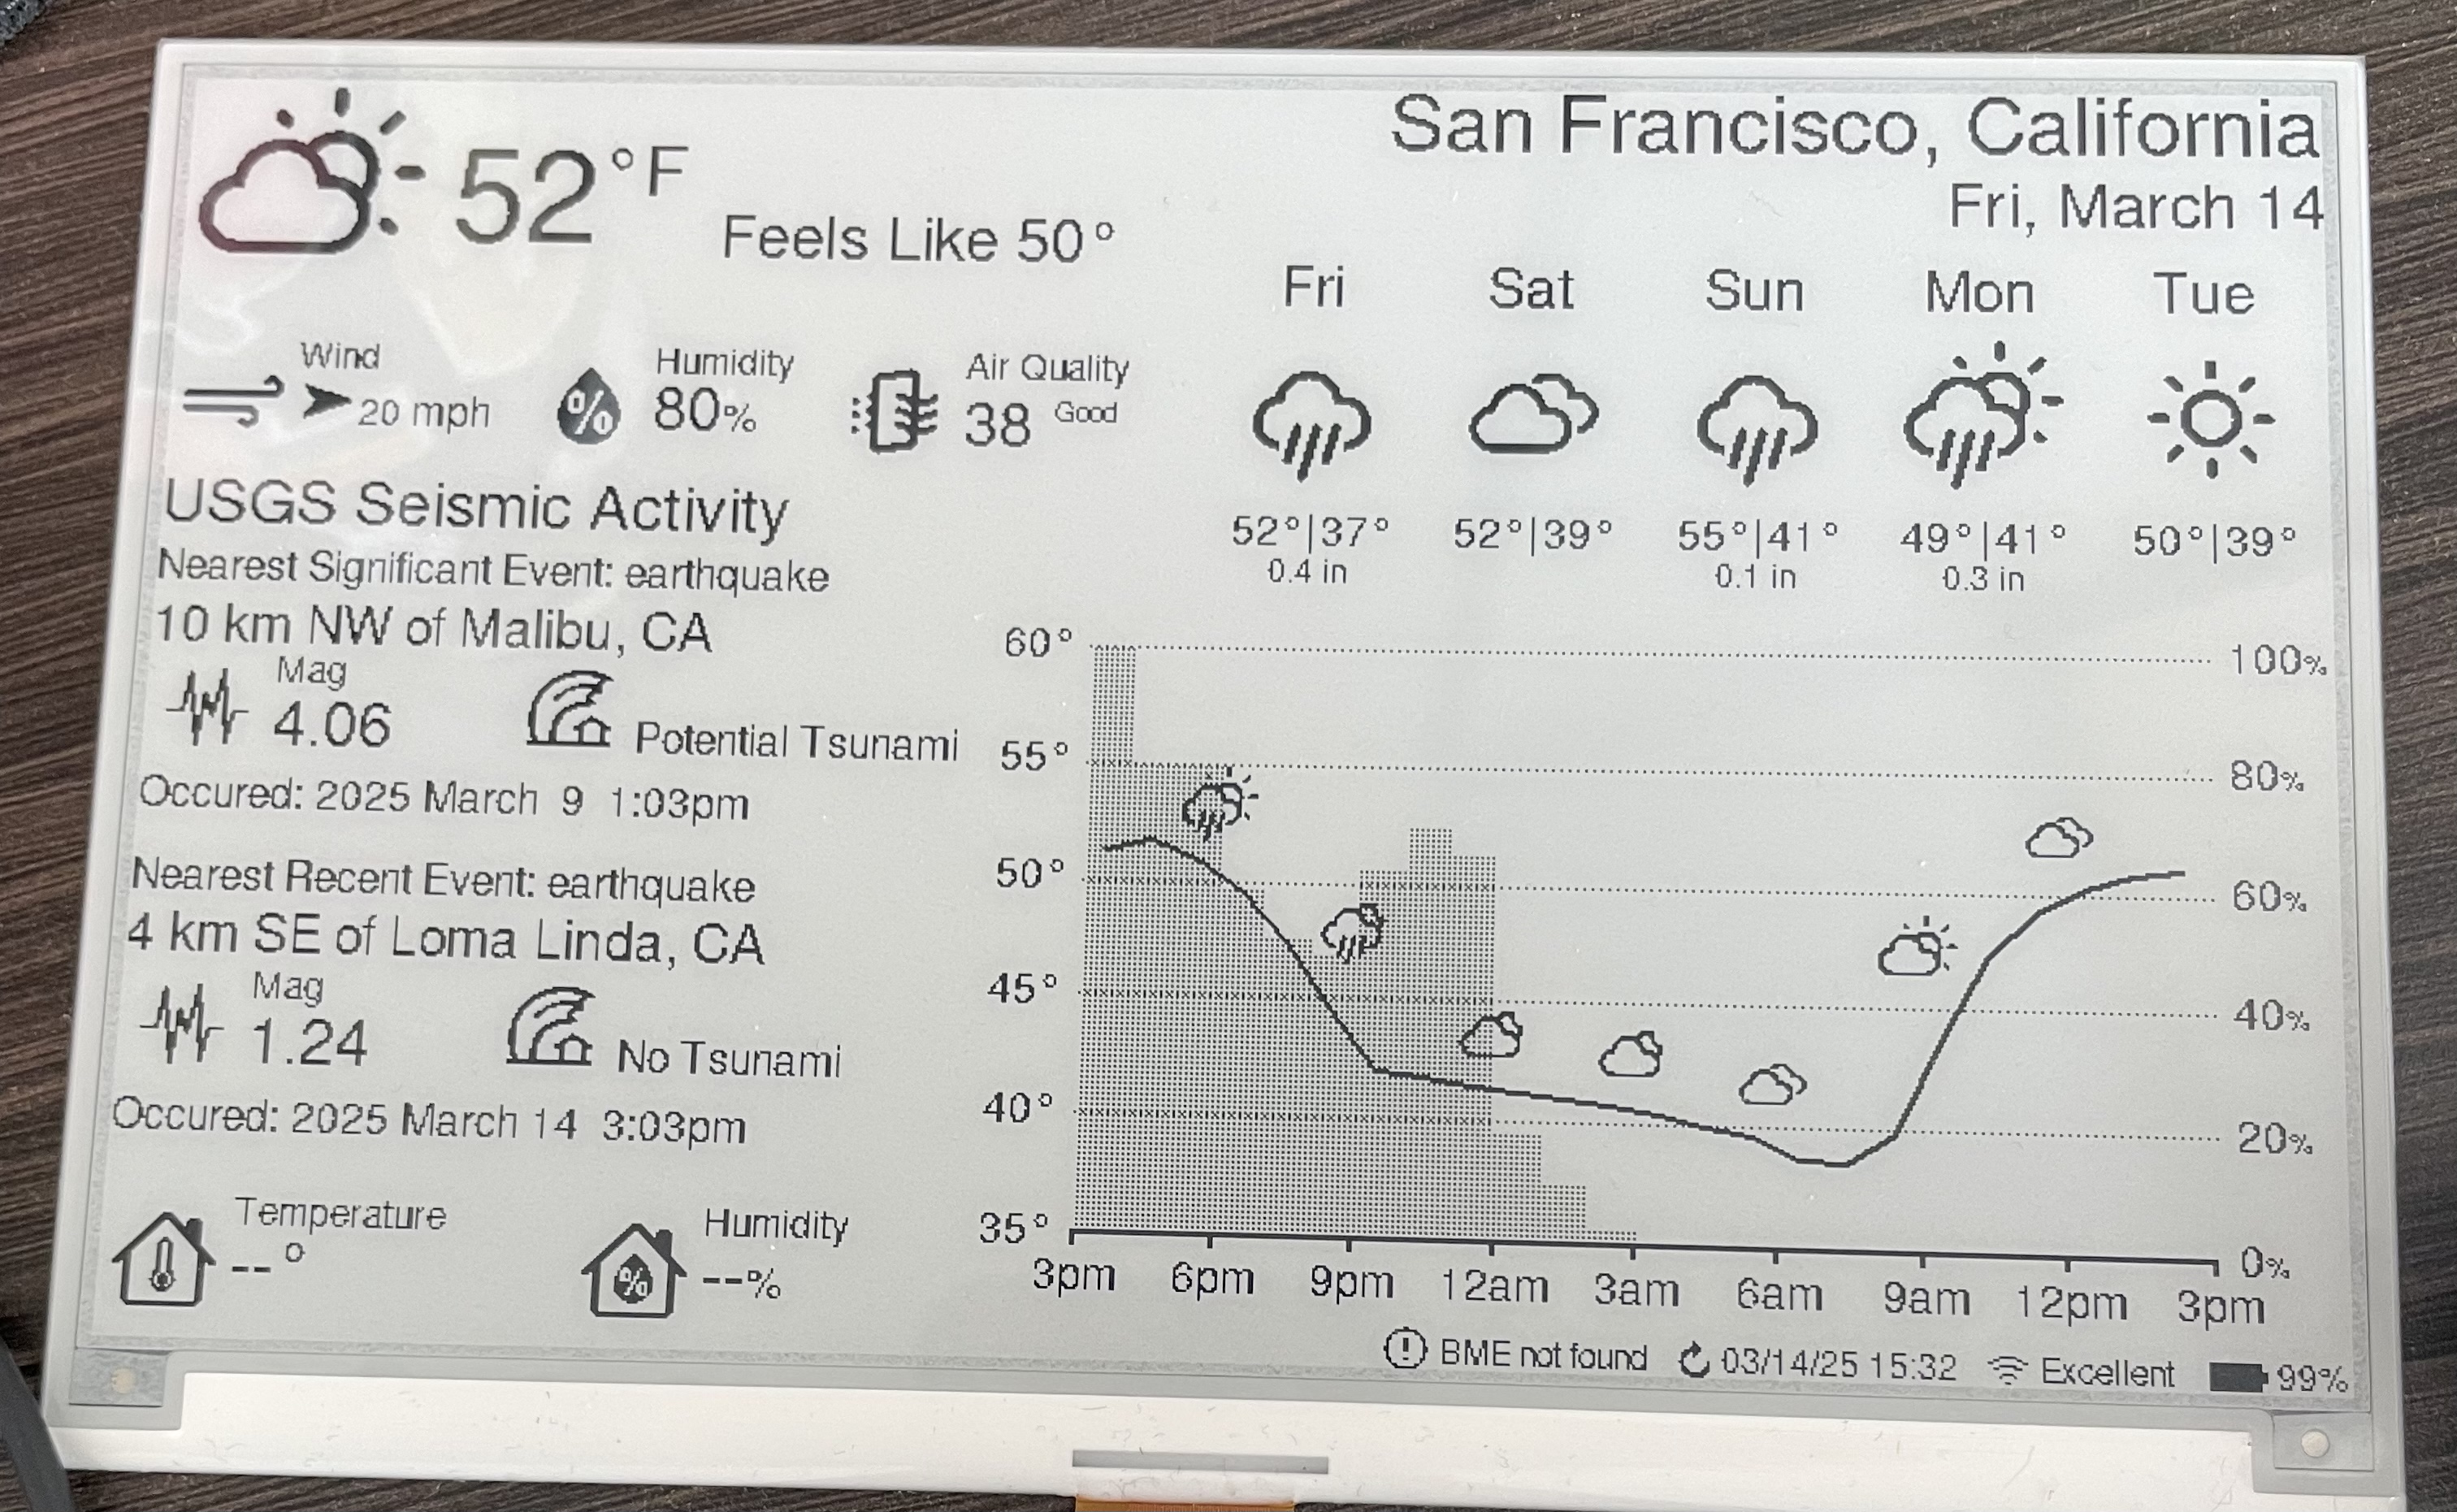 52°F
Feels Like 50°
San Francisco, California
Fri, March 14
Wind
20 mph
Humidity
80%
Air Quality
38 Good
Fri Sat Sun Mon Tue
52°|37° 52°|39° 55°|41° 49°|41° 50°|39°
0.4 in 0.1 in 0.3 in
USGS Seismic Activity
Nearest Significant Event: earthquake
10 km NW of Malibu, CA
Mag
4.06
Potential Tsunami
Occured: 2025 March 9 1:03pm
Nearest Recent Event: earthquake
4 km SE of Loma Linda, CA
Mag
1.24
No Tsunami
Occured: 2025 March 14 3:03pm
Temperature
--°
Humidity
--%
60° 100%
55° 80%
50° 60%
45° 40%
40° 20%
35° 0%
3pm 6pm 9pm 12am 3am 6am 9am 12pm 3pm
BME not found 03/14/25 15:32 Excellent 99%